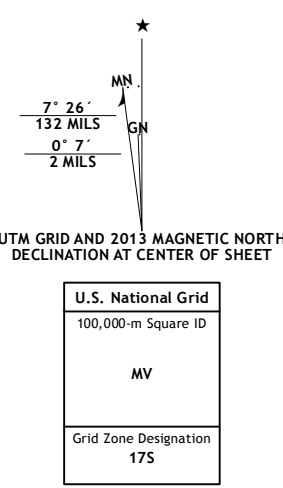 ★
MN
7° 26´
132 MILS
GN
0° 7´
2 MILS
UTM GRID AND 2013 MAGNETIC NORTH
DECLINATION AT CENTER OF SHEET
U.S. National Grid
100,000-m Square ID
MV
Grid Zone Designation
17S